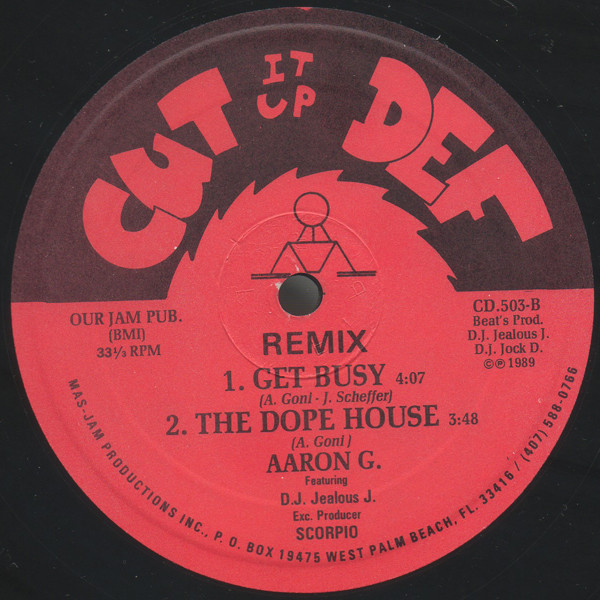 CUT IT UP DEF
OUR JAM PUB.
(BMI)
33⅓ RPM
CD.503-B
Beat's Prod.
D.J. Jealous J.
D.J. Jock D.
©℗1989
REMIX
1. GET BUSY 4:07
(A. Goni - J. Scheffer)
2. THE DOPE HOUSE 3:48
(A. Goni)
AARON G.
Featuring
D.J. Jealous J.
Exc. Producer
SCORPIO
MAS-JAM PRODUCTIONS INC., P. O. BOX 19475 WEST PALM BEACH, FL. 33416 / (407) 588-0766